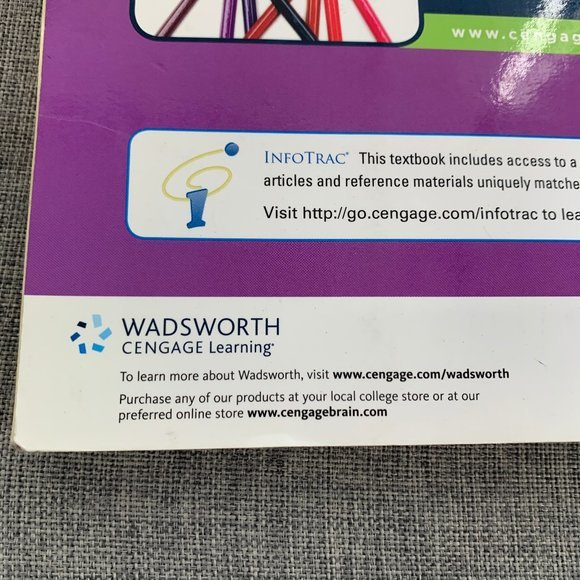 www.cengag
INFOTRAC® This textbook includes access to a
articles and reference materials uniquely matche
Visit http://go.cengage.com/infotrac to lea
WADSWORTH
CENGAGE Learning™
To learn more about Wadsworth, visit www.cengage.com/wadsworth
Purchase any of our products at your local college store or at our
preferred online store www.cengagebrain.com